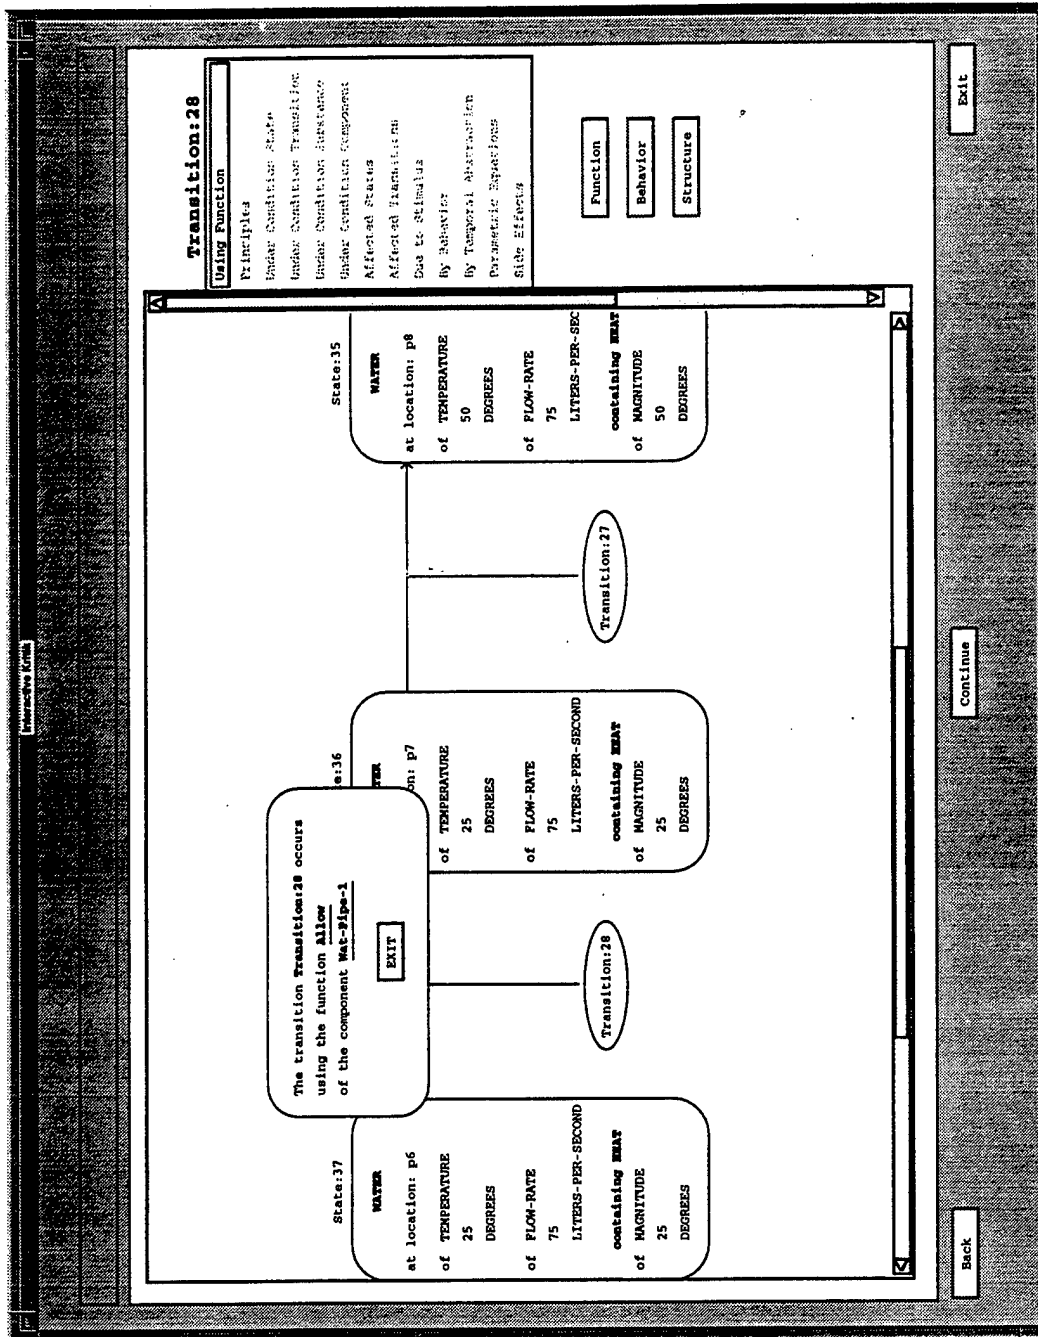 Interactive Kritik
Transition:28
Using Function
Principles
Under Condition State
Under Condition Transition
Under Condition Substance
Under Condition Component
Affected States
Affected Transitions
Due to Stimulus
By Behavior
By Temporal Abstraction
Parametric Equations
Side Effects
Function
Behavior
Structure
The transition Transition:28 occurs
using the function Allow
of the component Wat-Pipe-1
EXIT
State:37
WATER
at location: p6
of TEMPERATURE
25
DEGREES
of FLOW-RATE
75
LITERS-PER-SECOND
containing HEAT
of MAGNITUDE
25
DEGREES
Transition:28
te:36
TER
on: p7
of TEMPERATURE
25
DEGREES
of FLOW-RATE
75
LITERS-PER-SECOND
containing HEAT
of MAGNITUDE
25
DEGREES
Transition:27
State:35
WATER
at location: p8
of TEMPERATURE
50
DEGREES
of FLOW-RATE
75
LITERS-PER-SEC
containing HEAT
of MAGNITUDE
50
DEGREES
Back
Continue
Exit